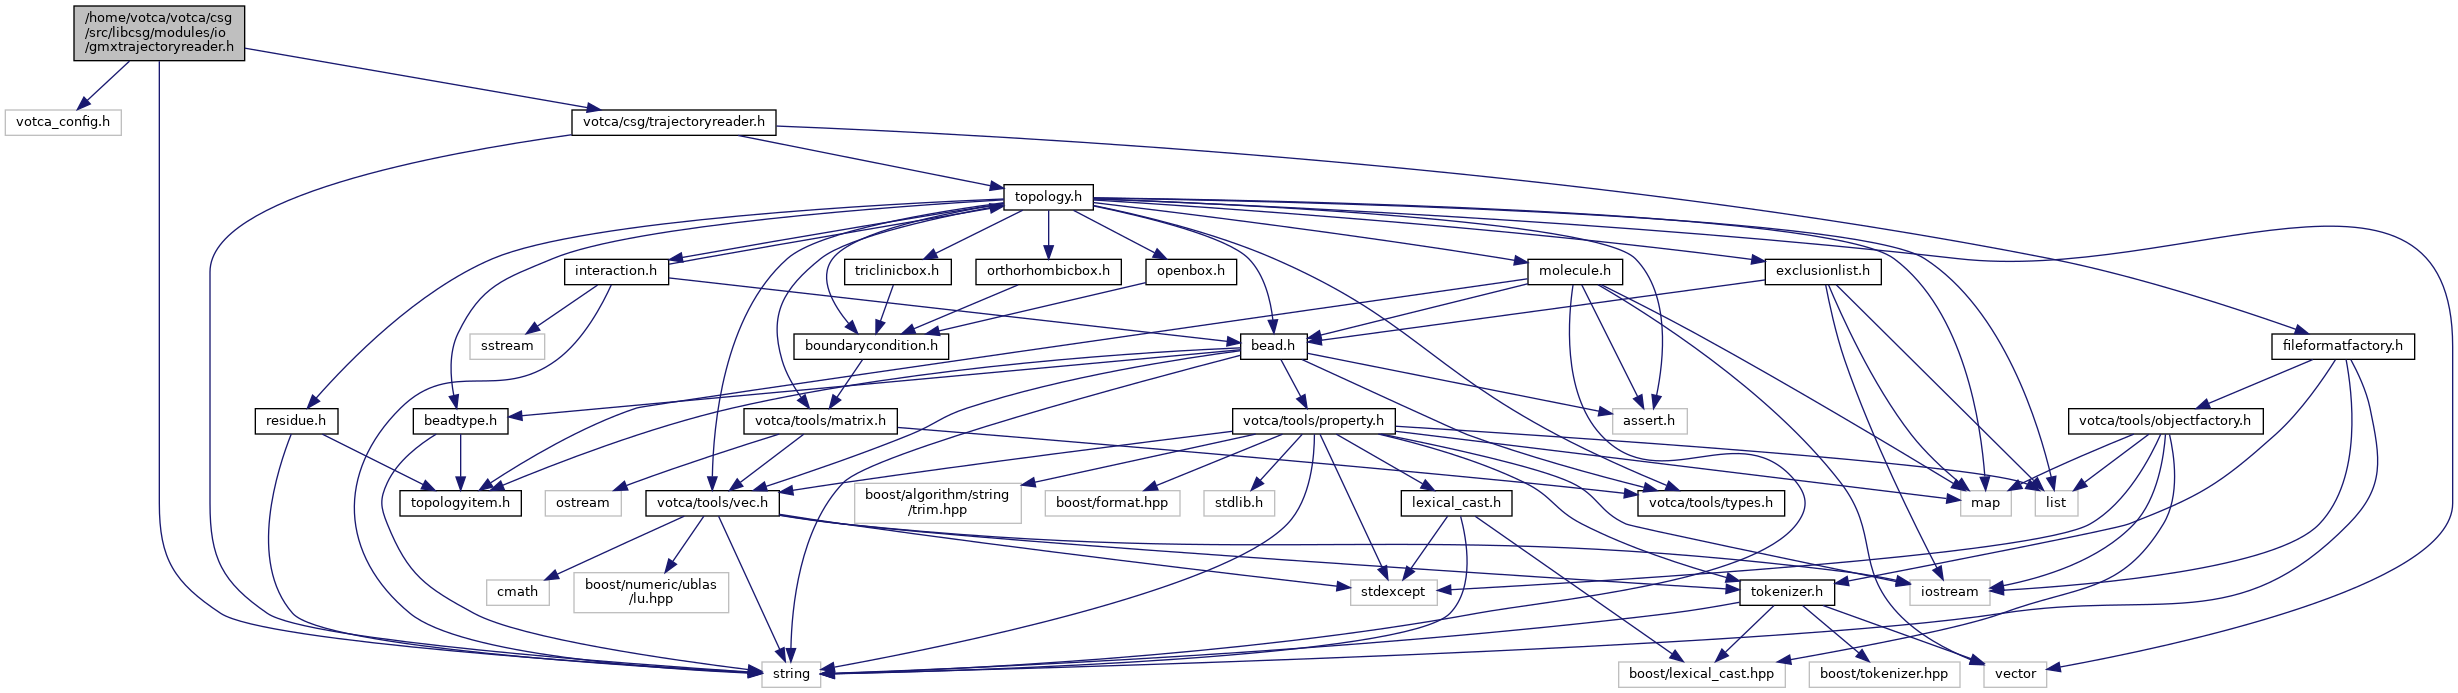 /home/votca/votca/csg
/src/libcsg/modules/io
/gmxtrajectoryreader.h
votca_config.h
votca/csg/trajectoryreader.h
topology.h
interaction.h
triclinicbox.h
orthorhombicbox.h
openbox.h
molecule.h
exclusionlist.h
sstream
boundarycondition.h
bead.h
fileformatfactory.h
residue.h
beadtype.h
votca/tools/matrix.h
votca/tools/property.h
assert.h
votca/tools/objectfactory.h
topologyitem.h
ostream
votca/tools/vec.h
boost/algorithm/string
/trim.hpp
boost/format.hpp
stdlib.h
lexical_cast.h
votca/tools/types.h
map
list
cmath
boost/numeric/ublas
/lu.hpp
stdexcept
tokenizer.h
iostream
string
boost/lexical_cast.hpp
boost/tokenizer.hpp
vector